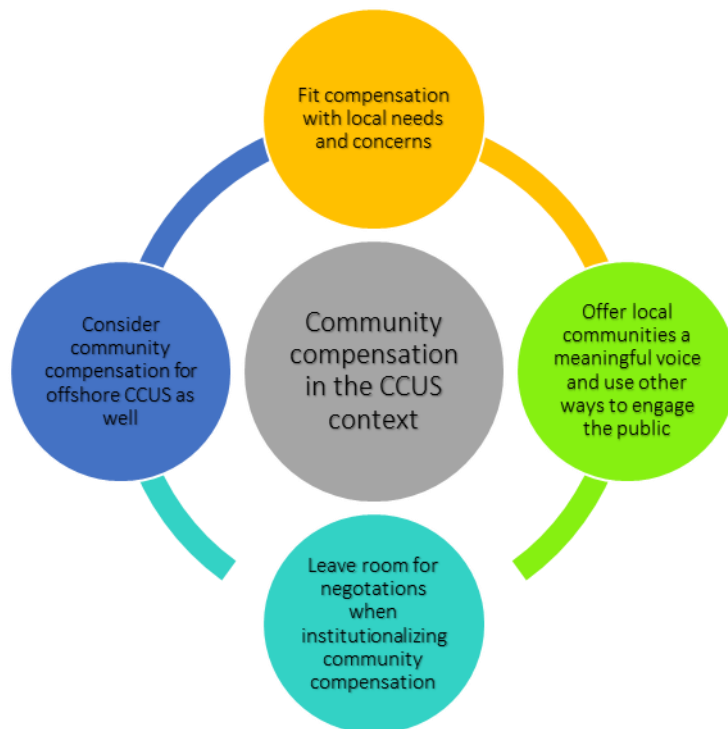 Fit compensation
with local needs
and concerns
Consider
community
compensation for
offshore CCUS as
well
Community
compensation
in the CCUS
context
Offer local
communities a
meaningful voice
and use other
ways to engage
the public
Leave room for
negotations
when
institutionalizing
community
compensation